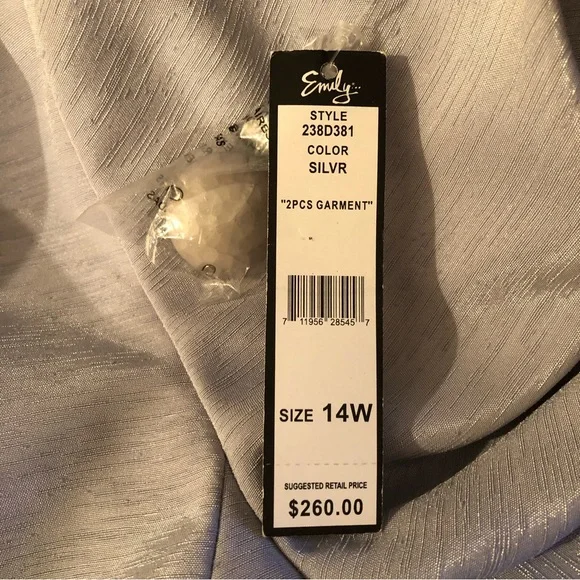 Emily
STYLE
238D381
COLOR
SILVR
"2PCS GARMENT"
7 11956 28545 7
SIZE 14W
SUGGESTED RETAIL PRICE
$260.00